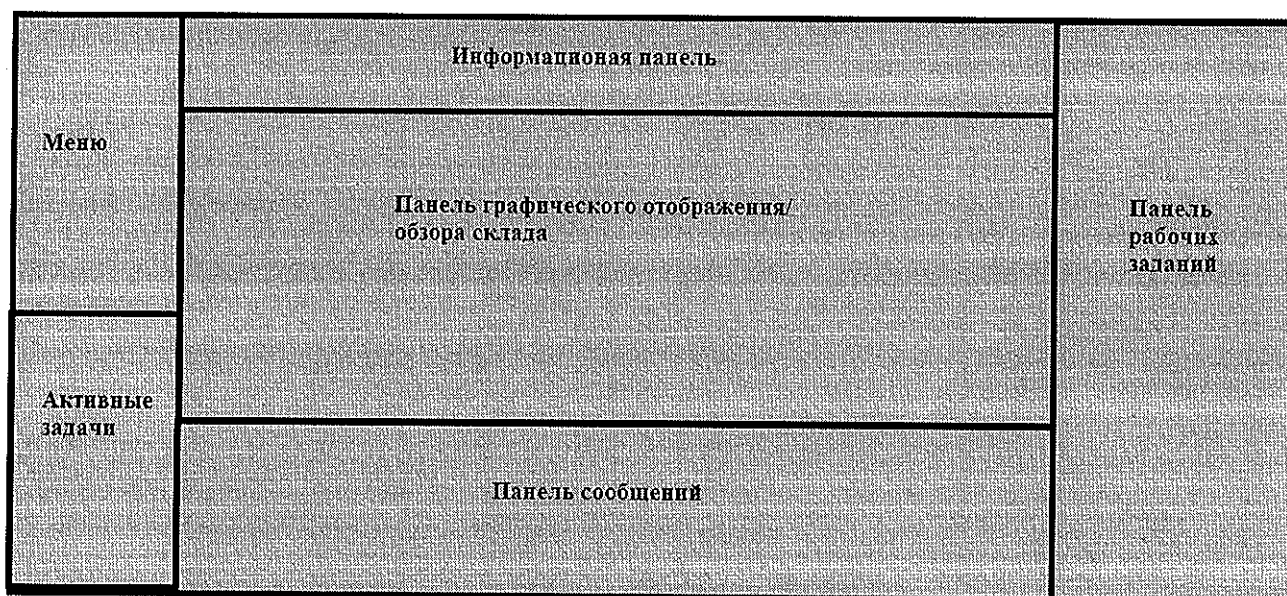 Информационая панель
Меню
Панель графического отображения/
обзора склада
Панель
рабочих
заданий
Активные
задачи
Панель сообщений